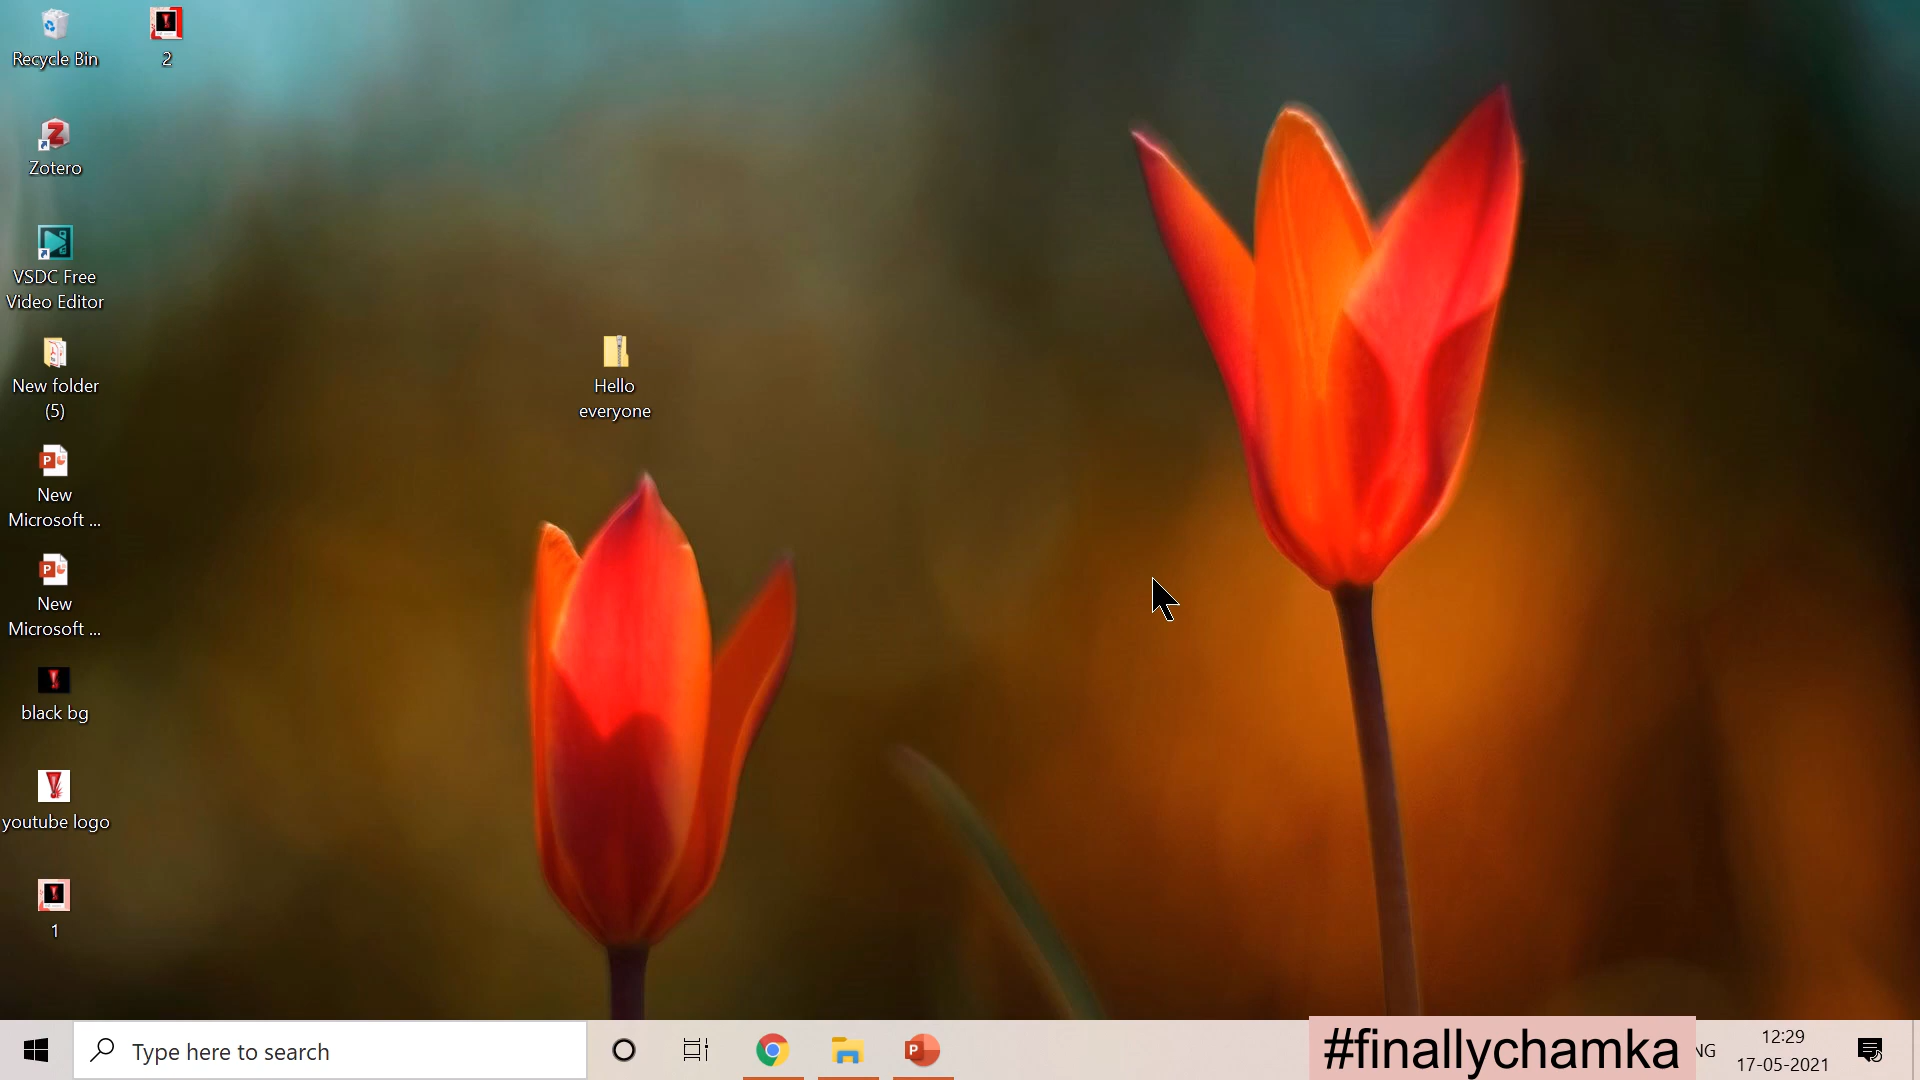 Recycle Bin
2
Zotero
VSDC Free
Video Editor
New folder
(5)
Hello
everyone
New
Microsoft ...
New
Microsoft ...
black bg
youtube logo
1
Type here to search
#finallychamka
NG
12:29
17-05-2021